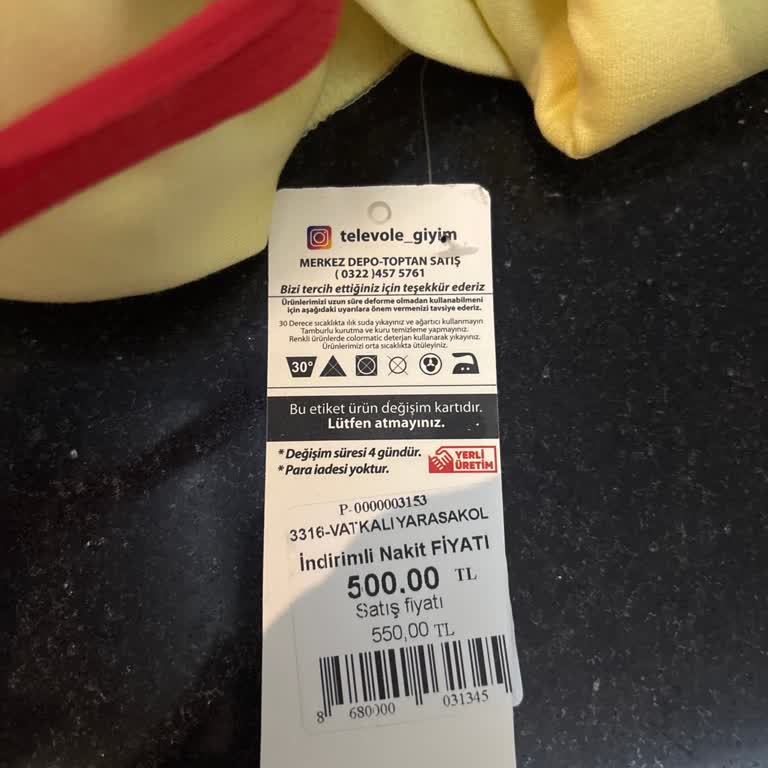 televole_giyim
MERKEZ DEPO-TOPTAN SATIŞ
( 0322 )457 5761
Bizi tercih ettiğiniz için teşekkür ederiz
Ürünlerimizi uzun süre deforme olmadan kullanabilmeni
için aşağıdaki uyarılara önem vermenizi tavsiye ederiz.
30 Derece sıcaklıkta ılık suda yıkayınız ve ağartıcı kullanmayın
Tamburlu kurutma ve kuru temizleme yapmayınız.
Renkli ürünlerde colormatic deterjan kullanarak yıkayınız.
Ürünlerimizi orta sıcaklıkta ütüleyiniz.
30°
Bu etiket ürün değişim kartıdır.
Lütfen atmayınız.
* Değişim süresi 4 gündür.
* Para iadesi yoktur.
YERLİ
ÜRETİM
P-0000003153
3316-VATKALIYARASAKOL
İndirimli Nakit FİYATI
500.00 TL
Satış fiyatı
550,00 TL
8 680000 031345